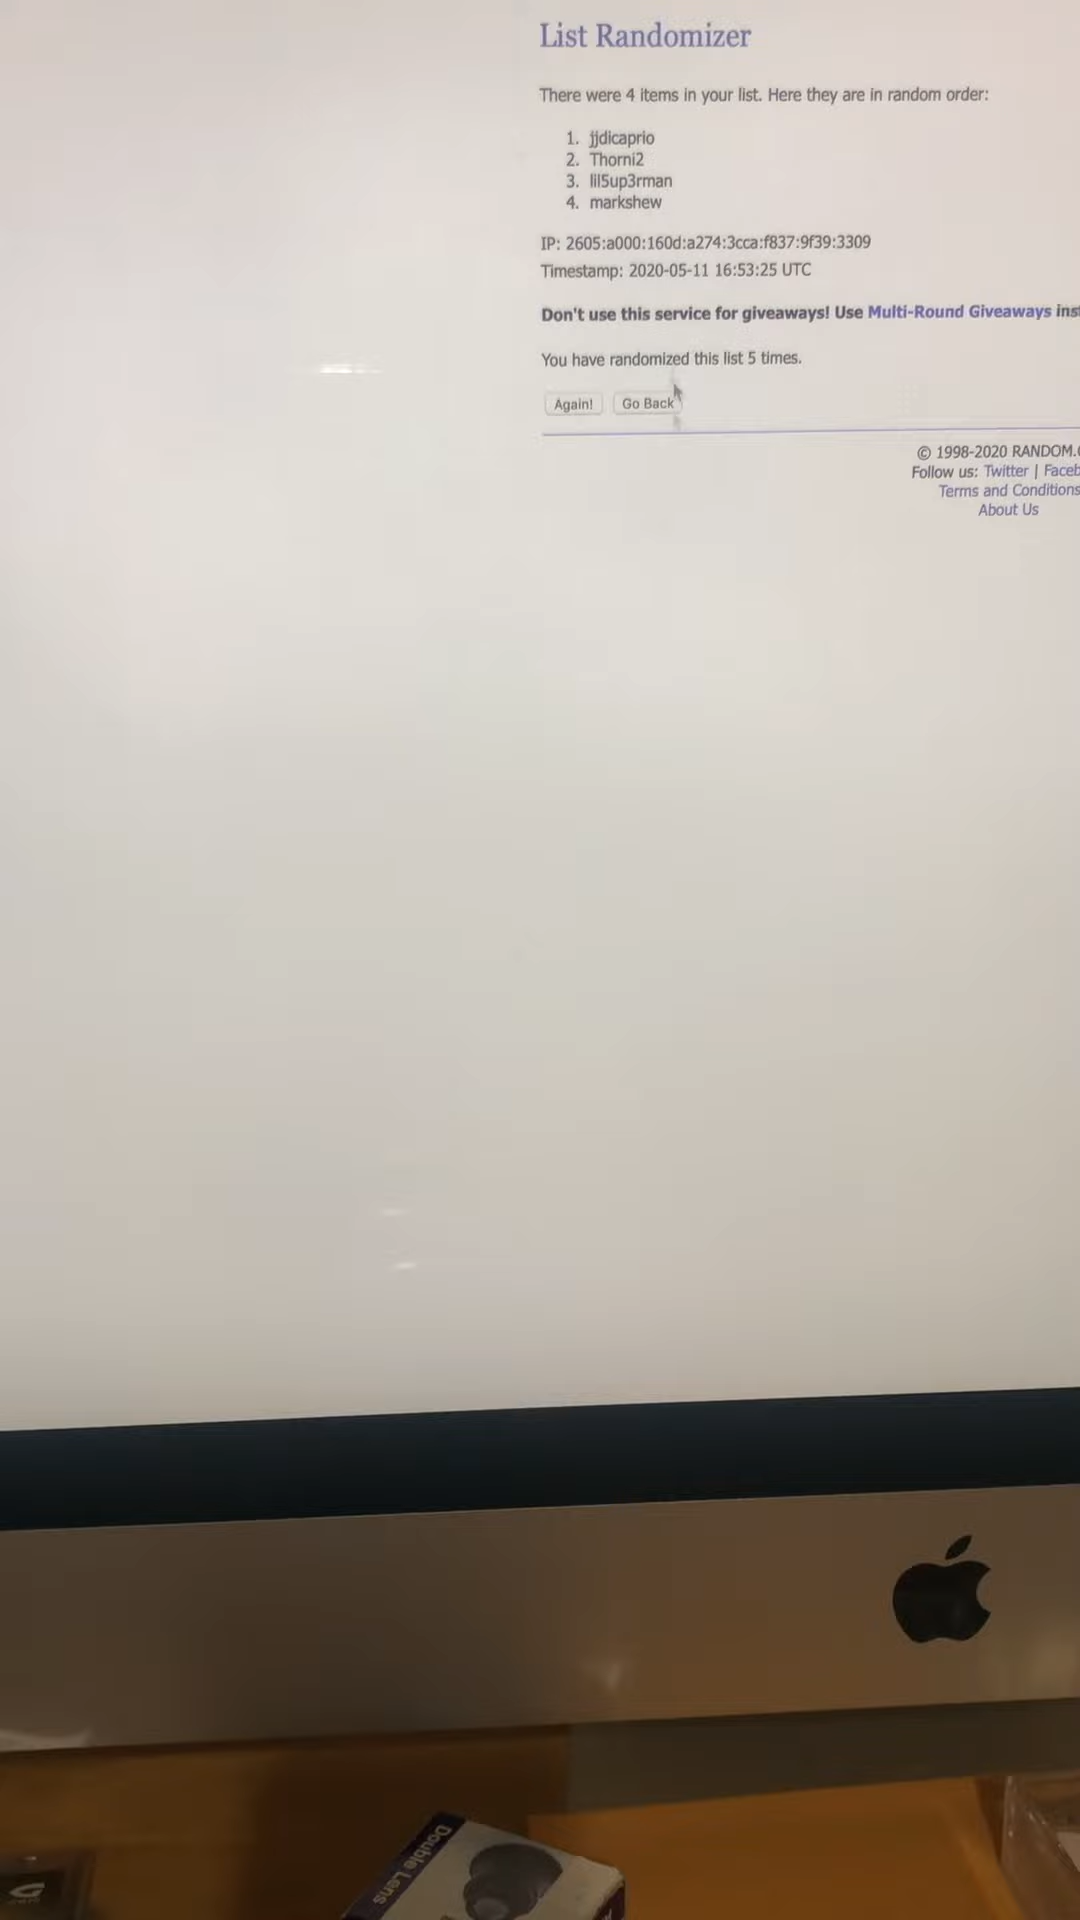 List Randomizer
There were 4 items in your list. Here they are in random order:
1. jjdicaprio
2. Thorni2
3. lil5up3rman
4. markshew
IP: 2605:a000:160d:a274:3cca:f837:9f39:3309
Timestamp: 2020-05-11 16:53:25 UTC
Don't use this service for giveaways! Use Multi-Round Giveaways
You have randomized this list 5 times.
Again! Go Back
© 1998-2020 RANDOM.
Follow us: Twitter | Faceb
Terms and Conditions
About Us
Double Lens